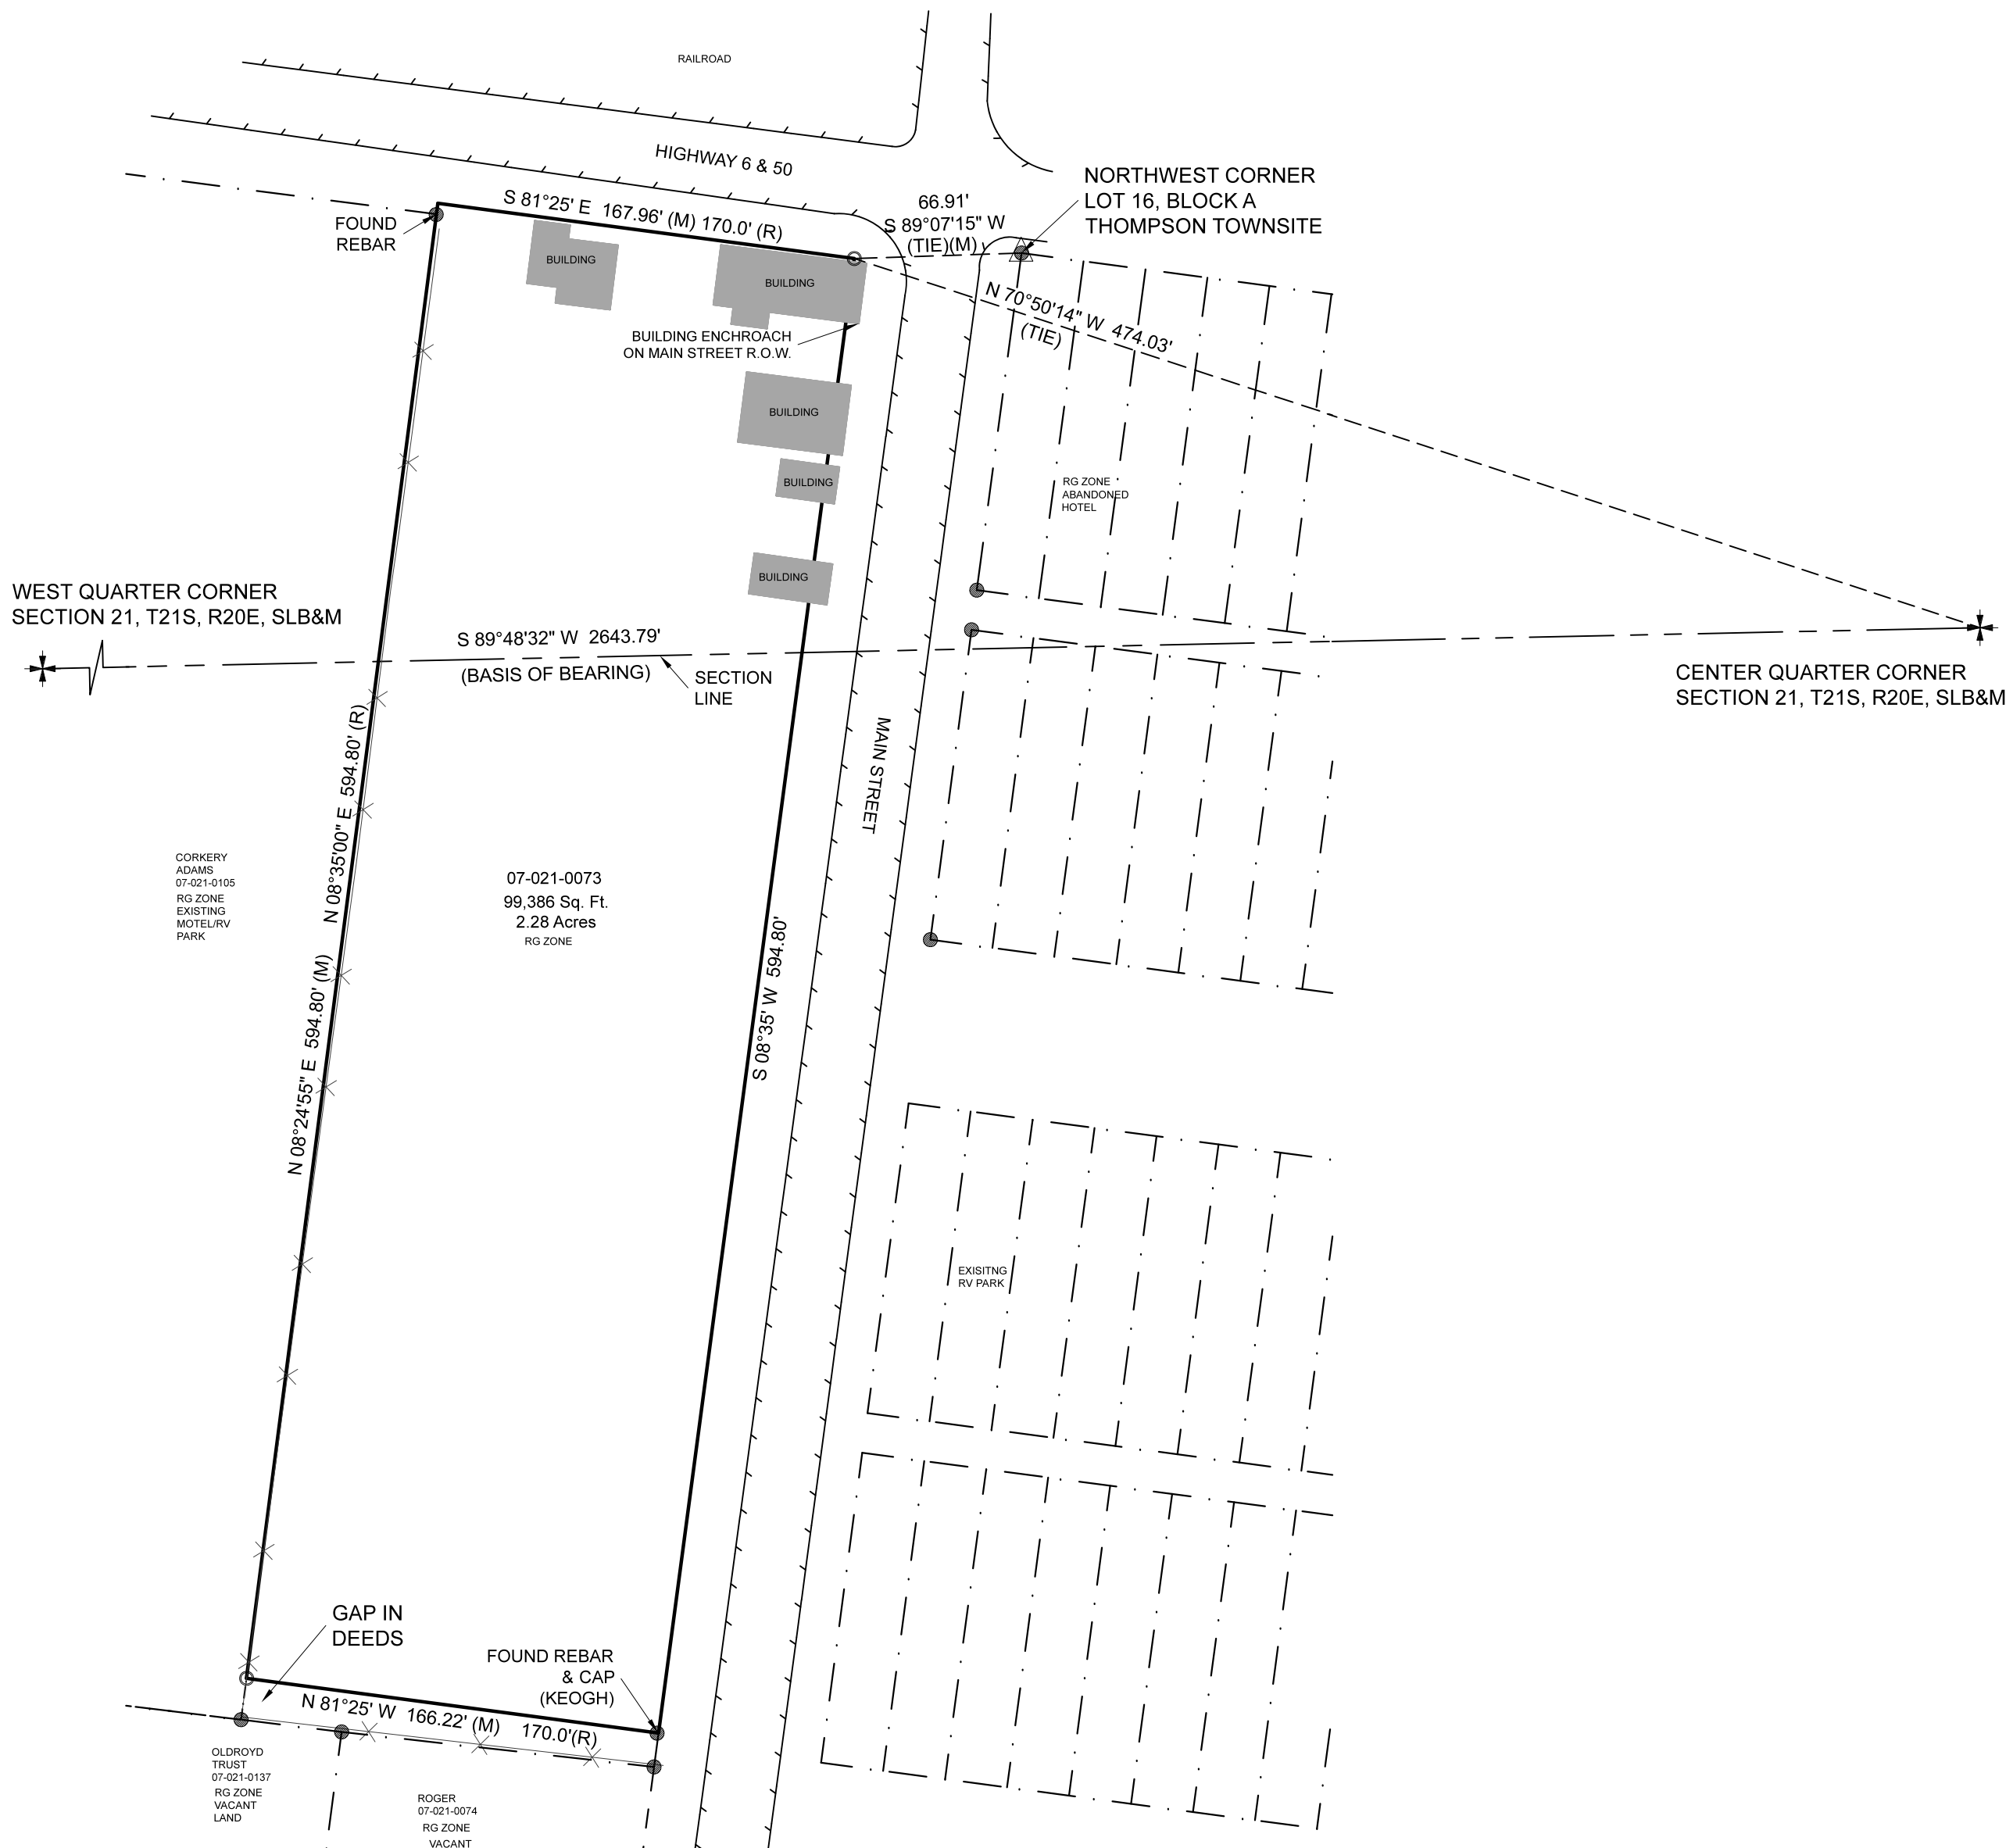 RAILROAD
HIGHWAY 6 & 50
NORTHWEST CORNER
LOT 16, BLOCK A
THOMPSON TOWNSITE
66.91'
S 89°07'15" W
(TIE)(M)
S 81°25' E 167.96' (M) 170.0' (R)
FOUND
REBAR
BUILDING
BUILDING
N 70°50'14" W 474.03'
(TIE)
BUILDING ENCHROACH
ON MAIN STREET R.O.W.
BUILDING
BUILDING
RG ZONE
ABANDONED
HOTEL
BUILDING
WEST QUARTER CORNER
SECTION 21, T21S, R20E, SLB&M
S 89°48'32" W 2643.79'
(BASIS OF BEARING)
SECTION
LINE
CENTER QUARTER CORNER
SECTION 21, T21S, R20E, SLB&M
MAIN STREET
N 08°35'00" E 594.80' (R)
N 08°24'55" E 594.80' (M)
CORKERY
ADAMS
07-021-0105
RG ZONE
EXISTING
MOTEL/RV
PARK
07-021-0073
99,386 Sq. Ft.
2.28 Acres
RG ZONE
S 08°35' W 594.80'
EXISITNG
RV PARK
GAP IN
DEEDS
FOUND REBAR
& CAP
(KEOGH)
N 81°25' W 166.22' (M) 170.0'(R)
OLDROYD
TRUST
07-021-0137
RG ZONE
VACANT
LAND
ROGER
07-021-0074
RG ZONE
VACANT